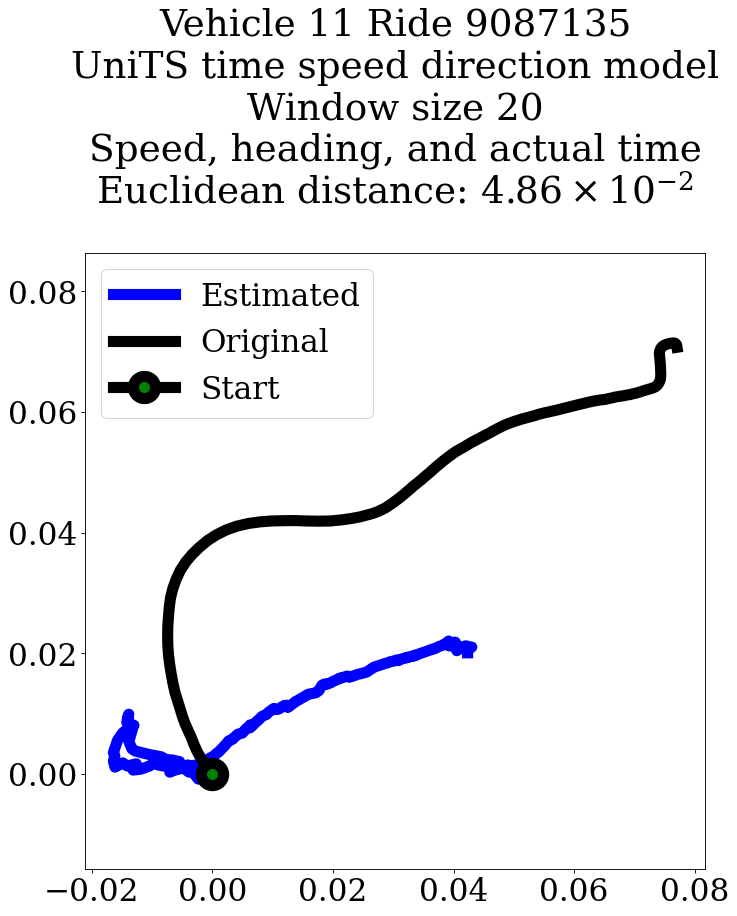 Vehicle 11 Ride 9087135
UniTS time speed direction model
Window size 20
Speed, heading, and actual time
Euclidean distance: 4.86 × 10⁻²
Estimated
Original
Start
0.08
0.06
0.04
0.02
0.00
−0.02 0.00 0.02 0.04 0.06 0.08